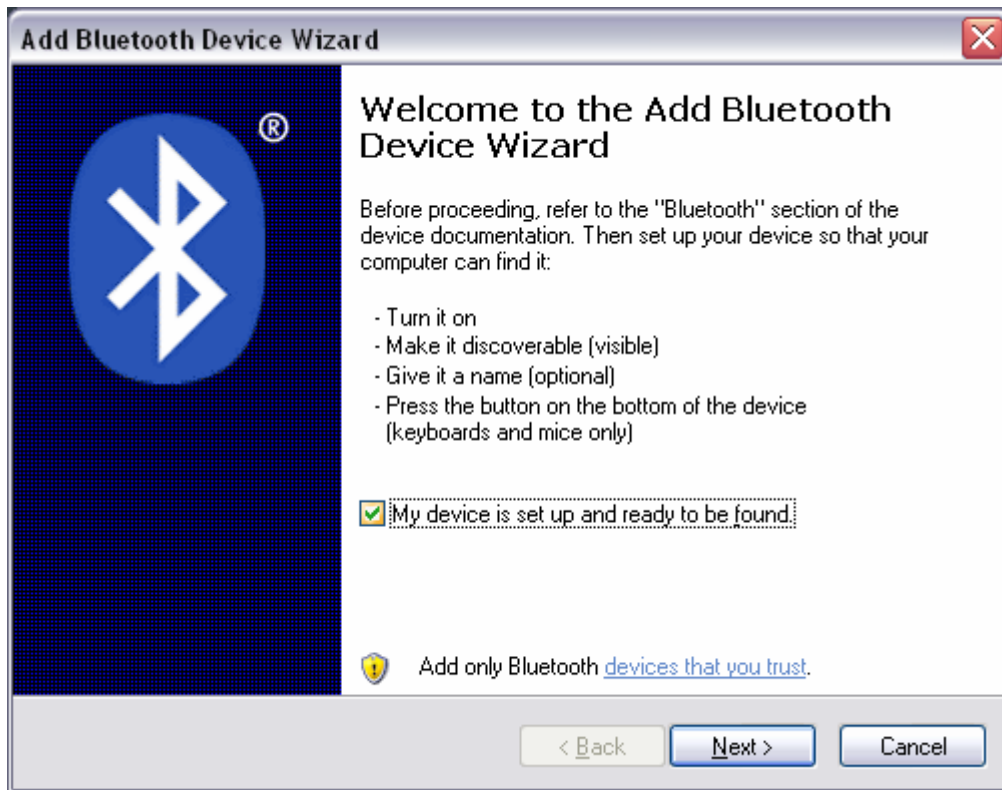 Add Bluetooth Device Wizard
®
Welcome to the Add Bluetooth
Device Wizard
Before proceeding, refer to the "Bluetooth" section of the
device documentation. Then set up your device so that your
computer can find it:
- Turn it on
- Make it discoverable (visible)
- Give it a name (optional)
- Press the button on the bottom of the device
(keyboards and mice only)
My device is set up and ready to be found.
Add only Bluetooth devices that you trust.
< Back Next > Cancel